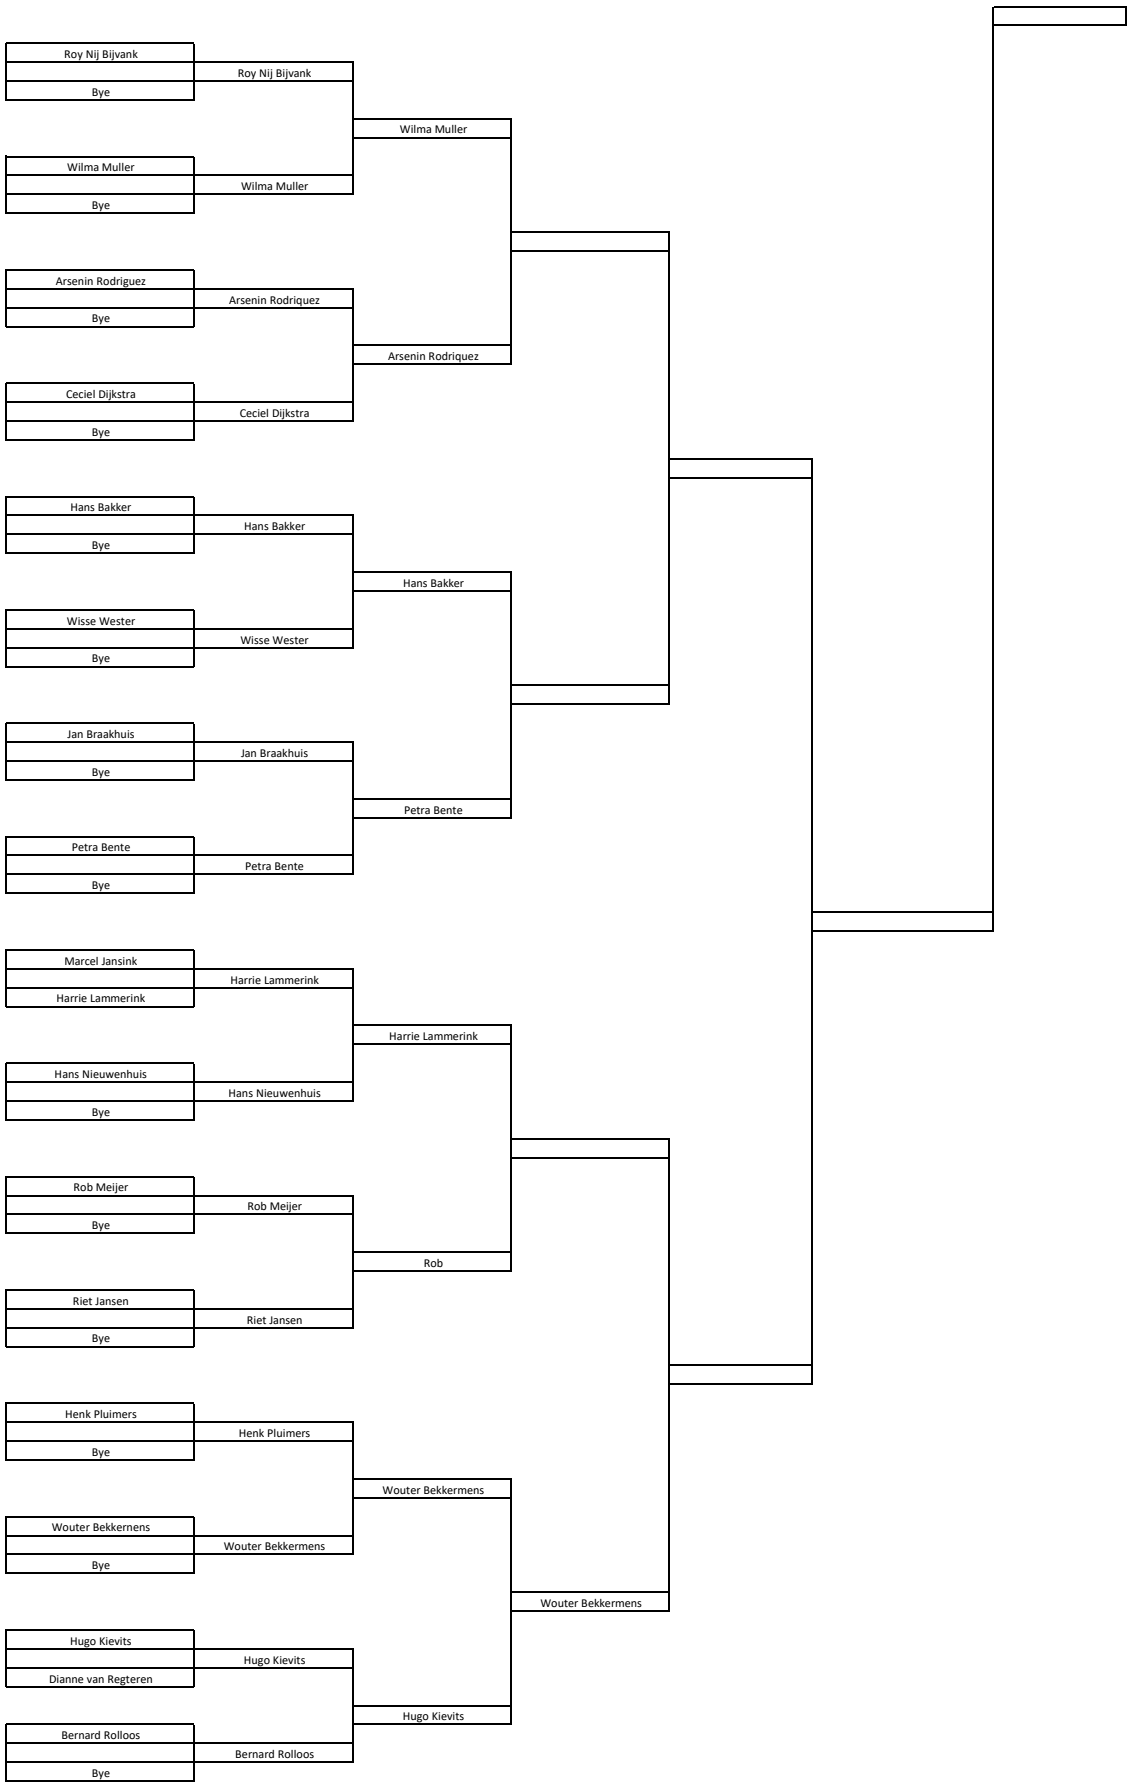 Roy Nij Bijvank
Roy Nij Bijvank
Bye
Wilma Muller
Wilma Muller
Wilma Muller
Bye
Arsenin Rodriguez
Arsenin Rodriquez
Bye
Arsenin Rodriquez
Ceciel Dijkstra
Ceciel Dijkstra
Bye
Hans Bakker
Hans Bakker
Bye
Hans Bakker
Wisse Wester
Wisse Wester
Bye
Jan Braakhuis
Jan Braakhuis
Bye
Petra Bente
Petra Bente
Petra Bente
Bye
Marcel Jansink
Harrie Lammerink
Harrie Lammerink
Harrie Lammerink
Hans Nieuwenhuis
Hans Nieuwenhuis
Bye
Rob Meijer
Rob Meijer
Bye
Rob
Riet Jansen
Riet Jansen
Bye
Henk Pluimers
Henk Pluimers
Bye
Wouter Bekkermens
Wouter Bekkernens
Wouter Bekkermens
Bye
Wouter Bekkermens
Hugo Kievits
Hugo Kievits
Dianne van Regteren
Hugo Kievits
Bernard Rolloos
Bernard Rolloos
Bye